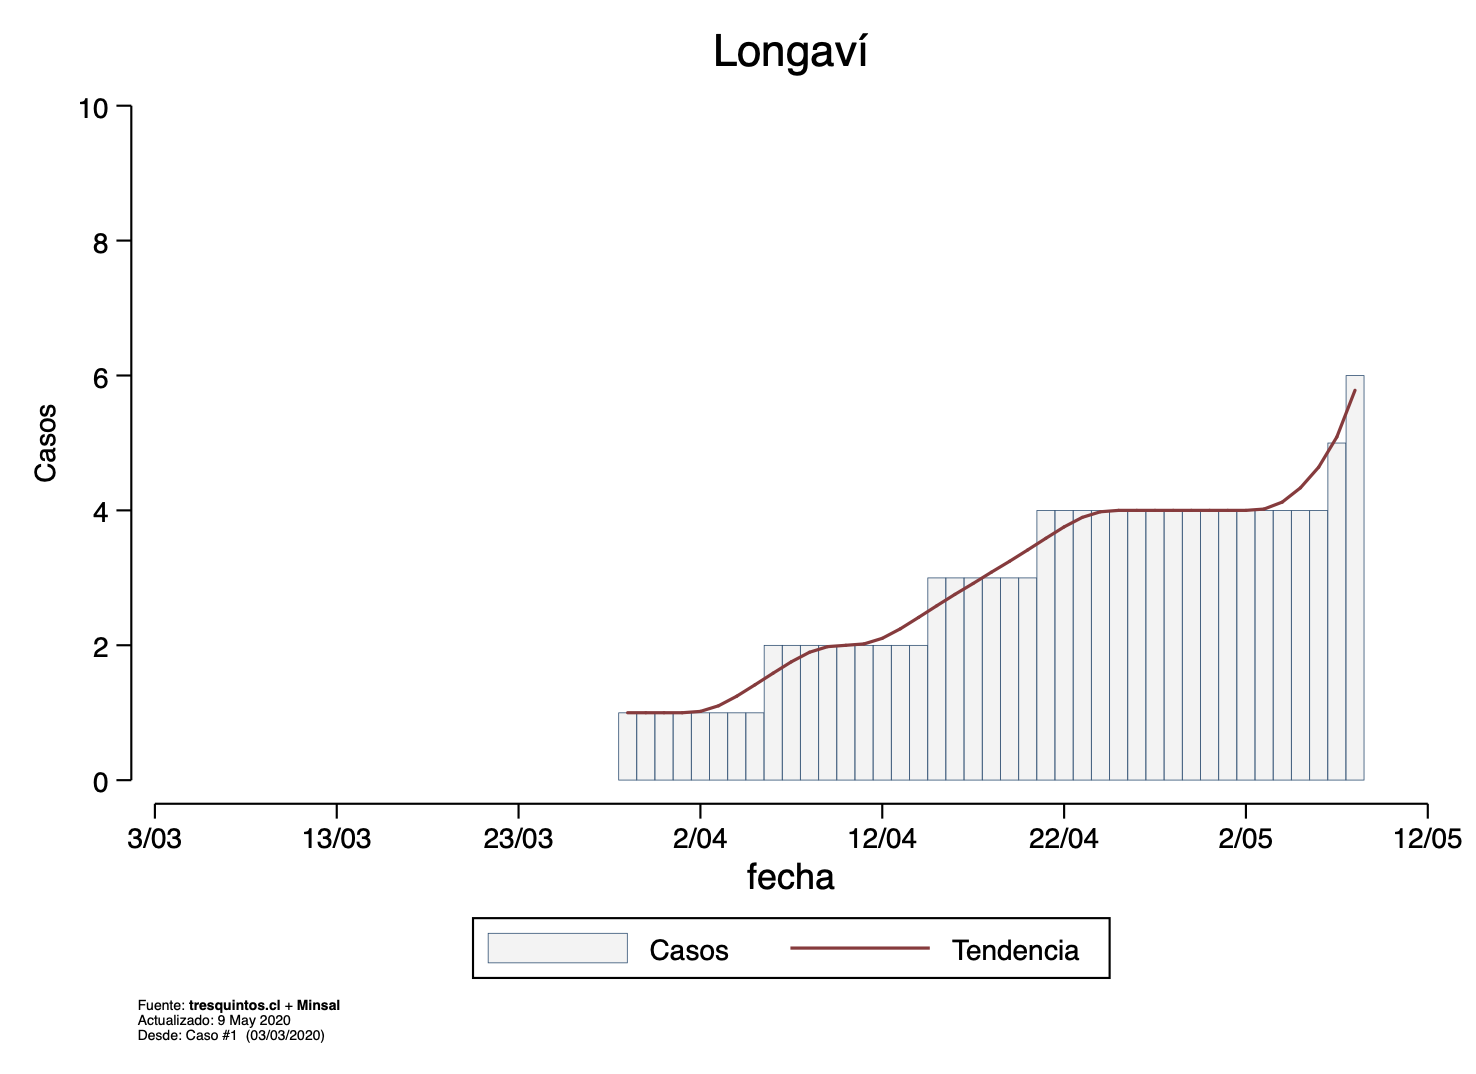 Longaví
10
8
6
4
2
0
Casos
3/03 13/03 23/03 2/04 12/04 22/04 2/05 12/05
fecha
Casos Tendencia
Fuente: tresquintos.cl + Minsal
Actualizado: 9 May 2020
Desde: Caso #1 (03/03/2020)